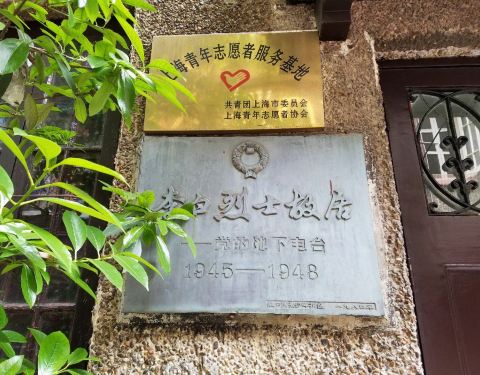 上海青年志愿者服务基地
共青团上海市委员会
上海青年志愿者协会
李白烈士故居
——党的地下电台
1945—1948